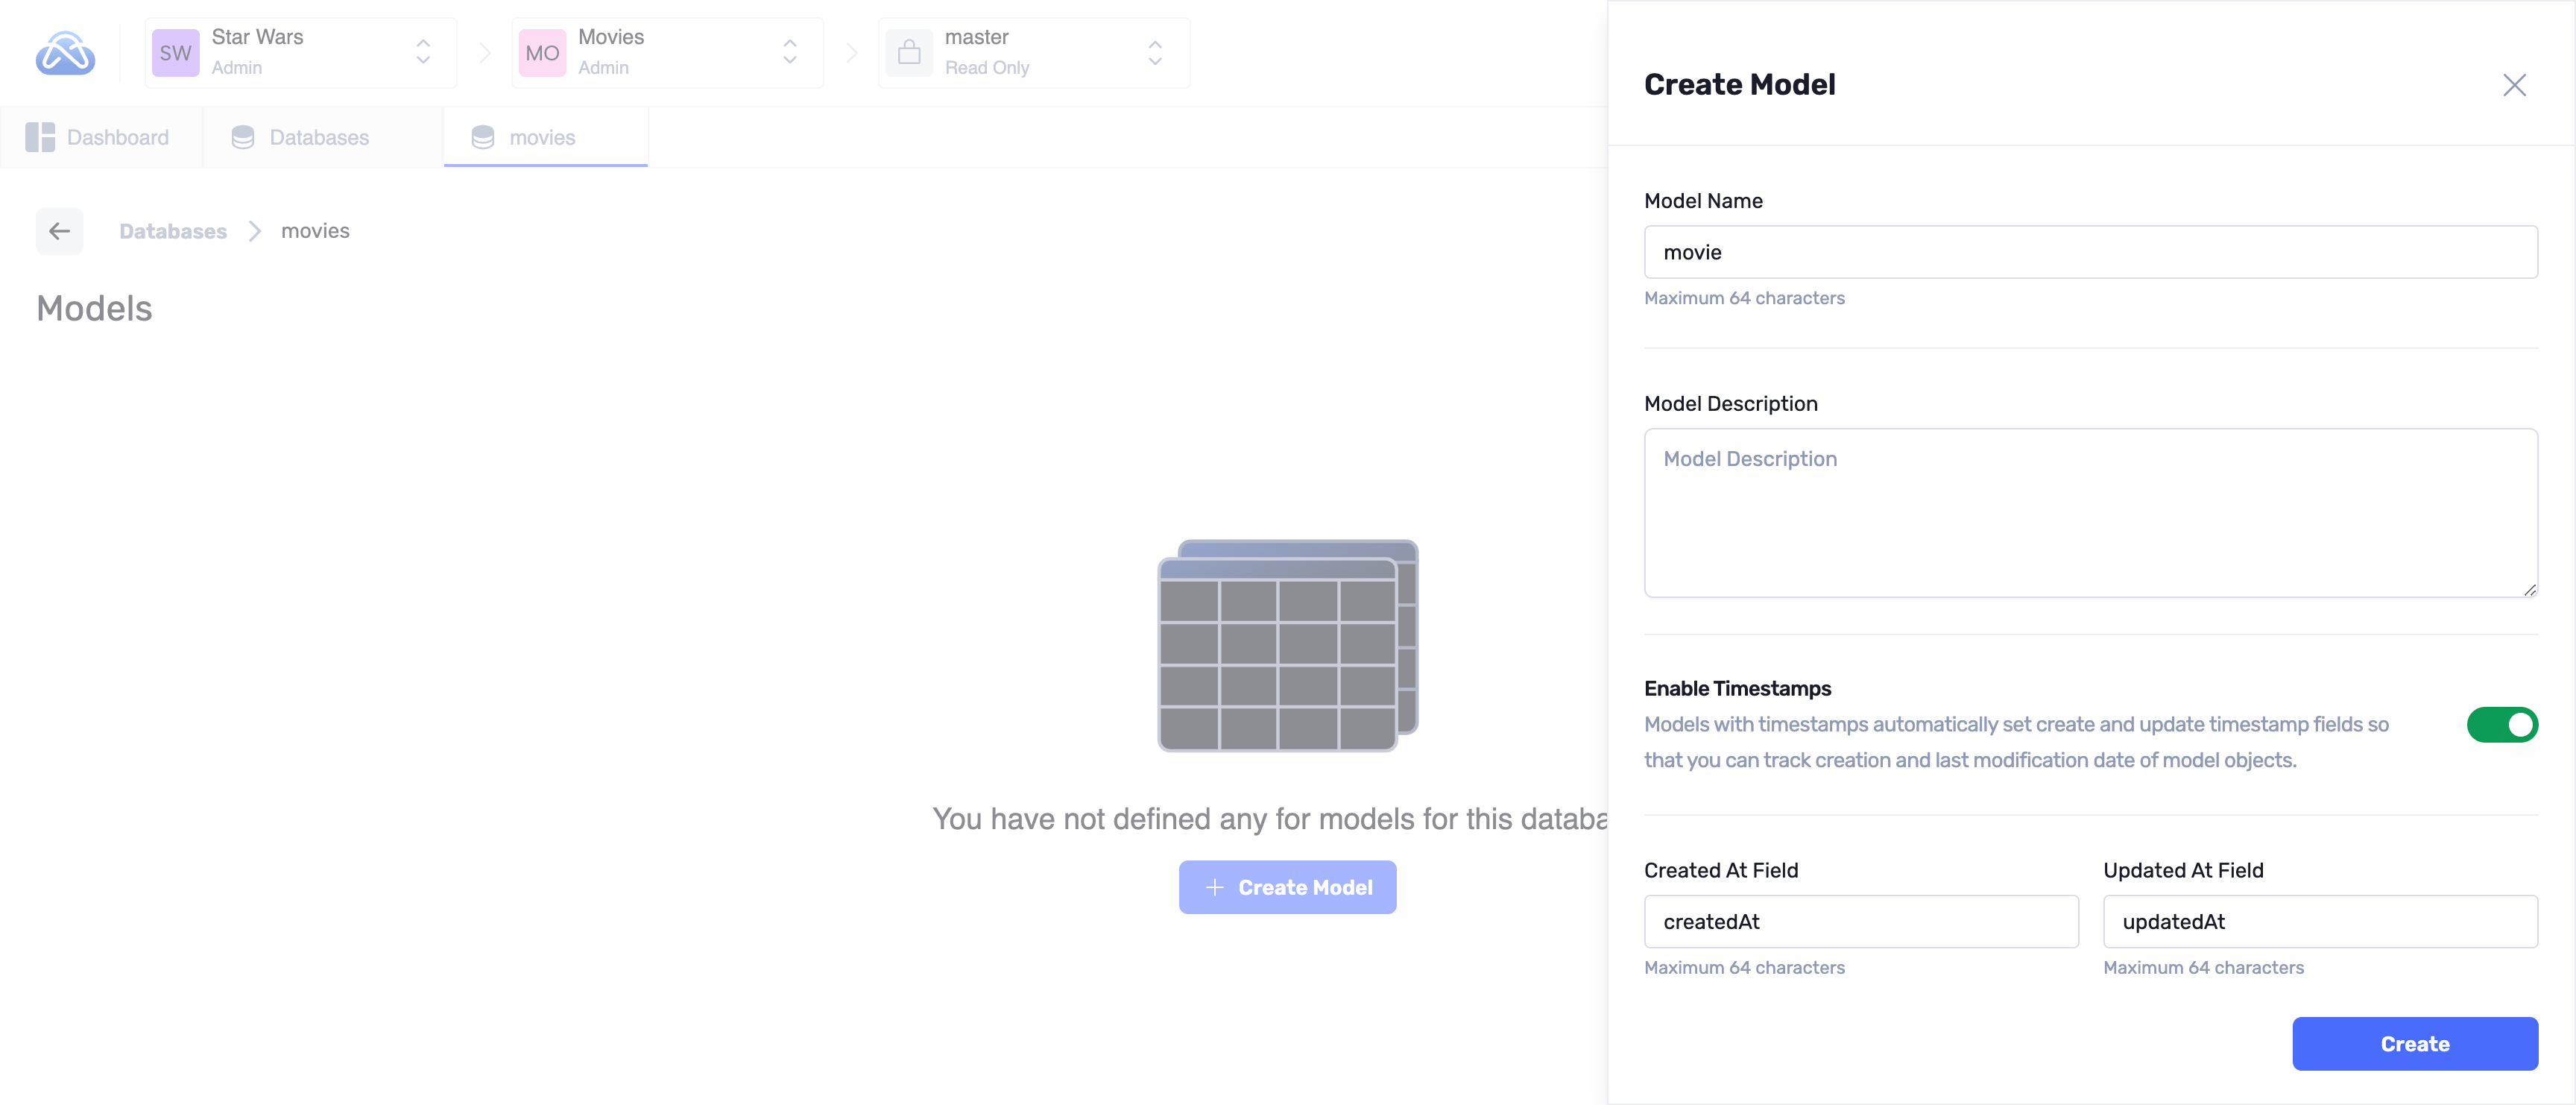 SW
Star Wars
Admin
MO
Movies
Admin
master
Read Only
Dashboard
Databases
movies
Databases
movies
Models
You have not defined any for models for this databa
Create Model
Create Model
Model Name
movie
Maximum 64 characters
Model Description
Model Description
Enable Timestamps
Models with timestamps automatically set create and update timestamp fields so
that you can track creation and last modification date of model objects.
Created At Field
Updated At Field
createdAt
updatedAt
Maximum 64 characters
Maximum 64 characters
Create